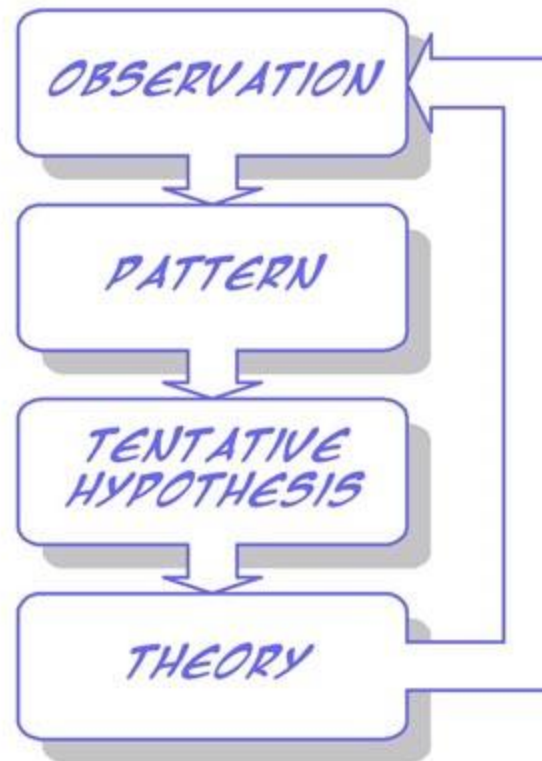 OBSERVATION
PATTERN
TENTATIVE
HYPOTHESIS
THEORY